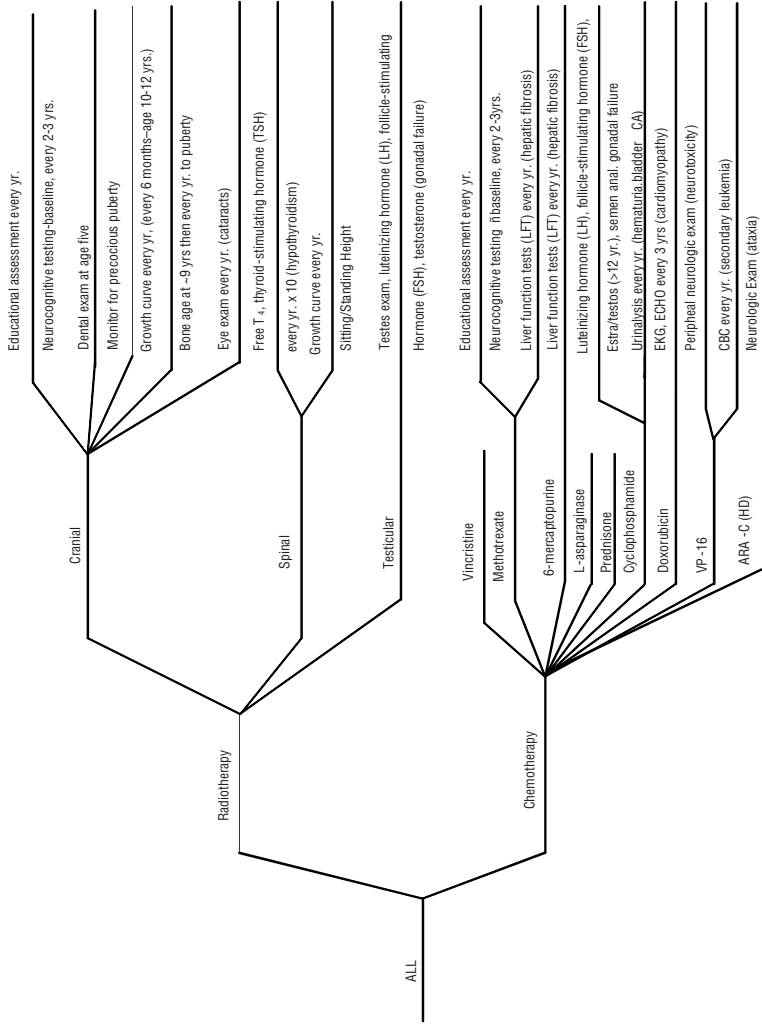 ALL
Radiotherapy
Chemotherapy
Cranial
Spinal
Testicular
Vincristine
Methotrexate
6-mercaptopurine
L-asparaginase
Prednisone
Cyclophosphamide
Doxorubicin
VP -16
ARA -C (HD)
Educational assessment every yr.
Neurocognitive testing-baseline, every 2-3 yrs.
Dental exam at age five
Monitor for precocious puberty
Growth curve every yr, (every 6 months–age 10-12 yrs.)
Bone age at ~9 yrs then every yr. to puberty
Eye exam every yr. (cataracts)
Free T 4, thyroid-stimulating hormone (TSH)
every yr. x 10 (hypothyroidism)
Growth curve every yr.
Sitting/Standing Height
Testes exam, luteinizing hormone (LH), follicle-stimulating
Hormone (FSH), testosterone (gonadal failure)
Educational assessment every yr.
Neurocognitive testing ñbaseline, every 2 -3yrs.
Liver function tests (LFT) every yr. (hepatic fibrosis)
Liver function tests (LFT) every yr. (hepatic fibrosis)
Luteinizing hormone (LH), follicle-stimulating hormone (FSH),
Estra/testos (>12 yr.), semen anal. gonadal failure
Urinalysis every yr. (hematuria.bladder CA)
EKG, ECHO every 3 yrs (cardiomyopathy)
Peripheal neurologic exam (neurotoxicity)
CBC every yr. (secondary leukemia)
Neurologic Exam (ataxia)